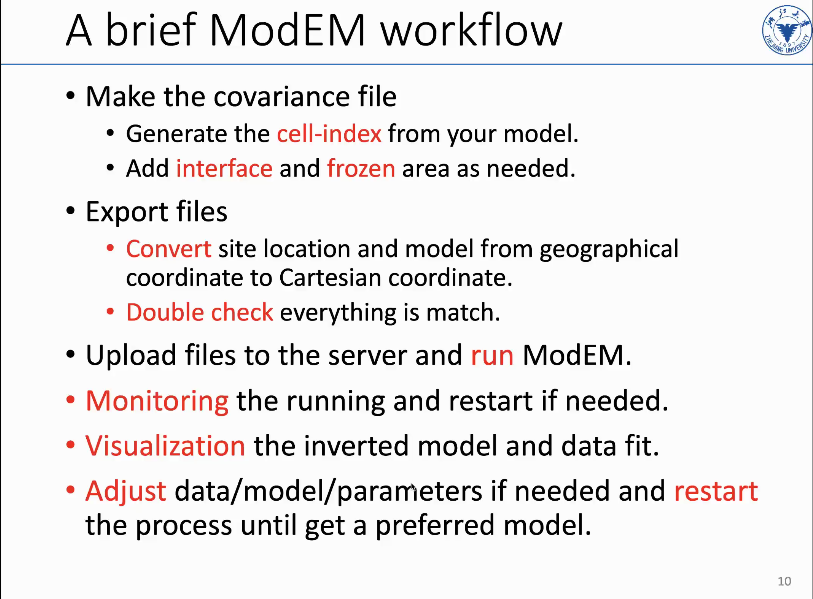 A brief ModEM workflow
• Make the covariance file
• Generate the cell-index from your model.
• Add interface and frozen area as needed.
• Export files
• Convert site location and model from geographical
coordinate to Cartesian coordinate.
• Double check everything is match.
• Upload files to the server and run ModEM.
• Monitoring the running and restart if needed.
• Visualization the inverted model and data fit.
• Adjust data/model/parameters if needed and restart
the process until get a preferred model.
10